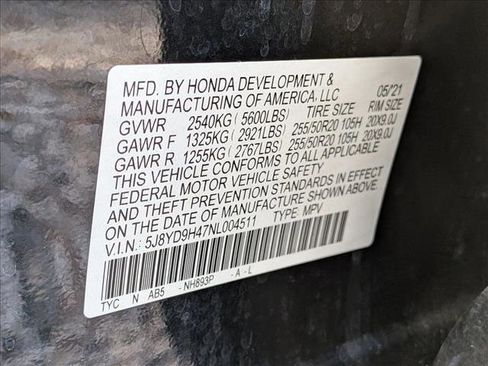 MFD. BY HONDA DEVELOPMENT &
MANUFACTURING OF AMERICA, LLC 05/21
GVWR 2540KG(5600LBS) TIRE SIZE RIM SIZE
GAWR F 1325KG(2921LBS) 255/50R20 105H 20X9.0J
GAWR R 1255KG(2767LBS) 255/50R20 105H 20X9.0J
THIS VEHICLE CONFORMS TO ALL APPLICABLE
FEDERAL MOTOR VEHICLE SAFETY
AND THEFT PREVENTION STANDARDS IN EFFECT
ON THE DATE OF MANUFACTURE SHOWN ABOVE.
V.I.N.: 5J8YD9H47NL004511 TYPE: MPV
TYC N AB5 -NH893P -A-L